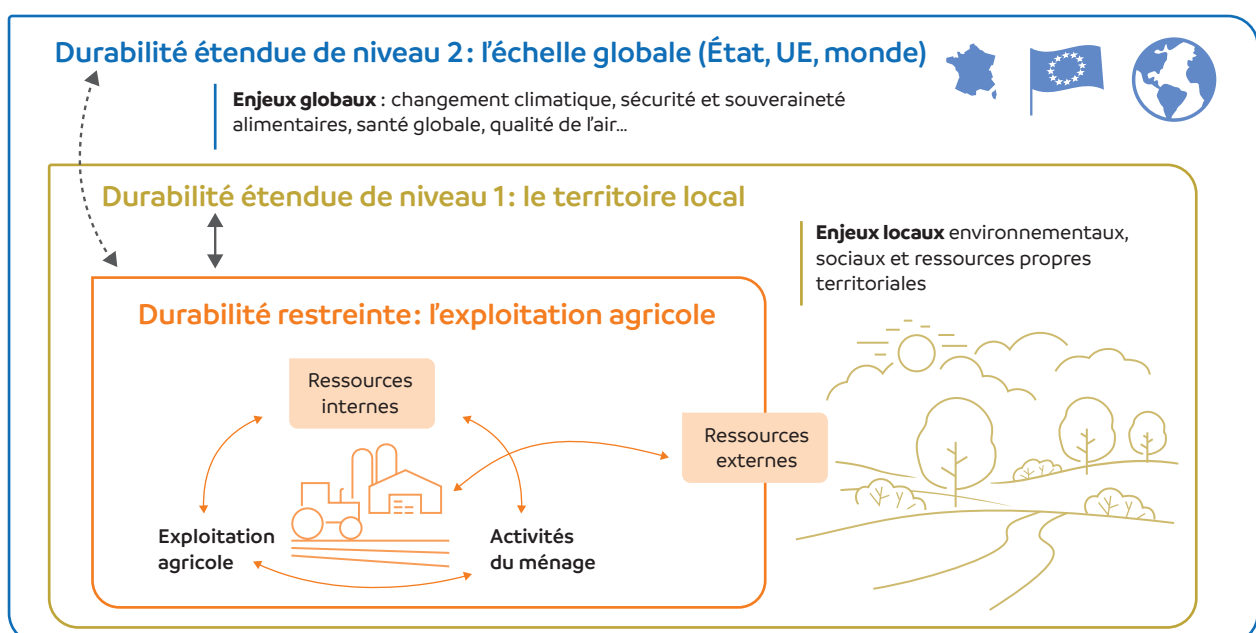 Durabilité étendue de niveau 2 : l'échelle globale (État, UE, monde)
Enjeux globaux : changement climatique, sécurité et souveraineté
alimentaires, santé globale, qualité de l'air…
Durabilité étendue de niveau 1 : le territoire local
Enjeux locaux environnementaux,
sociaux et ressources propres
territoriales
Durabilité restreinte : l'exploitation agricole
Ressources
internes
Ressources
externes
Exploitation
agricole
Activités
du ménage